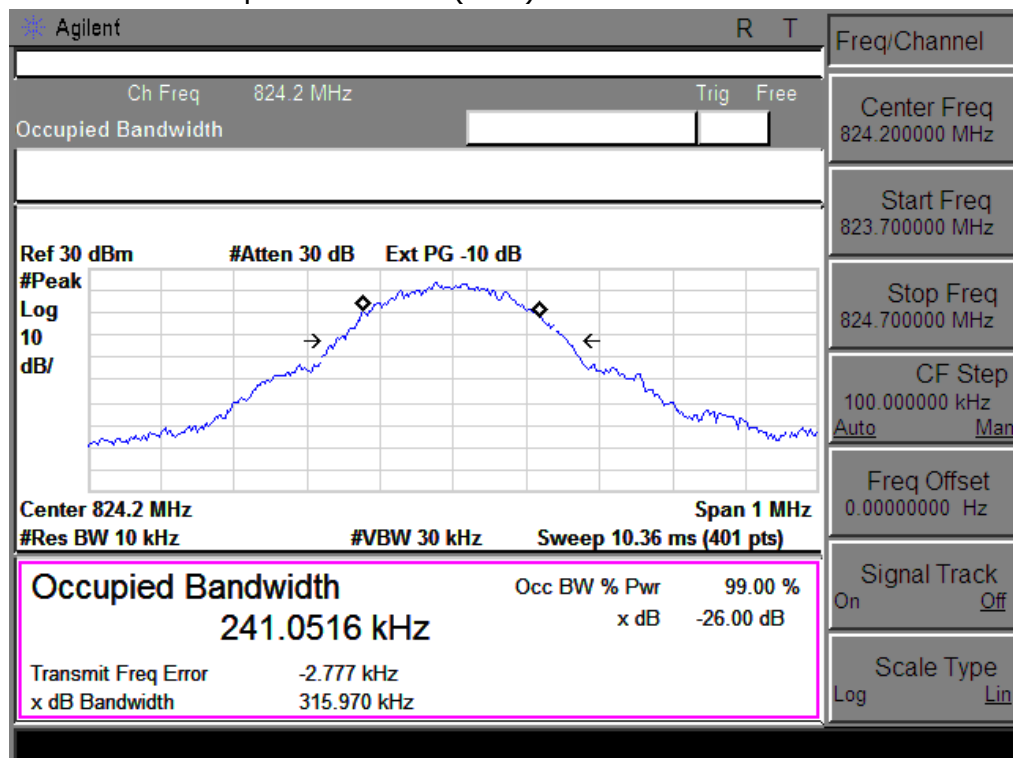 Agilent R T
Ch Freq 824.2 MHz Trig Free
Occupied Bandwidth
Ref 30 dBm #Atten 30 dB Ext PG -10 dB
#Peak
Log
10
dB/
Center 824.2 MHz Span 1 MHz
#Res BW 10 kHz #VBW 30 kHz Sweep 10.36 ms (401 pts)
Occupied Bandwidth Occ BW % Pwr 99.00 %
241.0516 kHz x dB -26.00 dB
Transmit Freq Error -2.777 kHz
x dB Bandwidth 315.970 kHz
Freq/Channel
Center Freq
824.200000 MHz
Start Freq
823.700000 MHz
Stop Freq
824.700000 MHz
CF Step
100.000000 kHz
Auto Man
Freq Offset
0.00000000 Hz
Signal Track
On Off
Scale Type
Log Lin